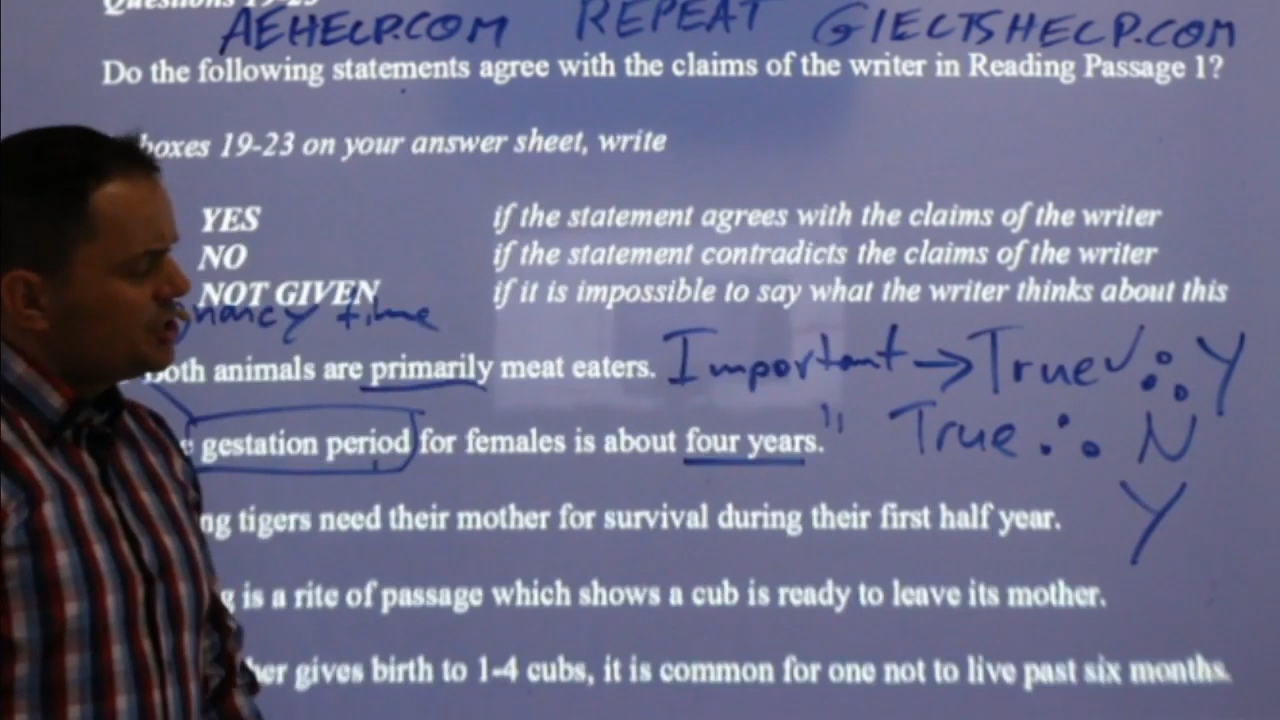 Questions 19-23
AEHELP.COM REPEAT GIELTSHELP.COM
Do the following statements agree with the claims of the writer in Reading Passage 1?
boxes 19-23 on your answer sheet, write
YES if the statement agrees with the claims of the writer
NO if the statement contradicts the claims of the writer
NOT GIVEN if it is impossible to say what the writer thinks about this
nancy time
Both animals are primarily meat eaters. Important → True ✓ ∴ Y
gestation period for females is about four years. " True ∴ N
ng tigers need their mother for survival during their first half year. Y
g is a rite of passage which shows a cub is ready to leave its mother.
her gives birth to 1-4 cubs, it is common for one not to live past six months.